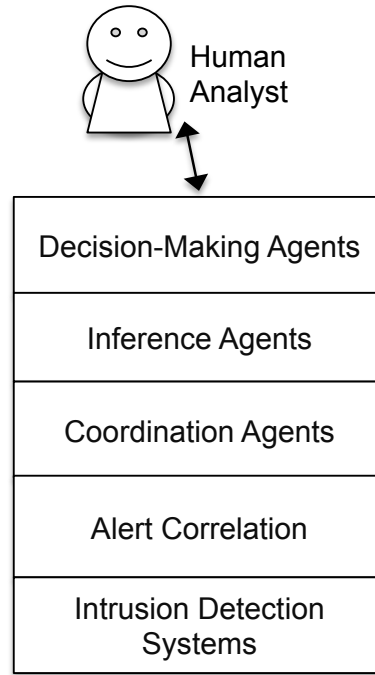 Human
Analyst
Decision-Making Agents
Inference Agents
Coordination Agents
Alert Correlation
Intrusion Detection
Systems